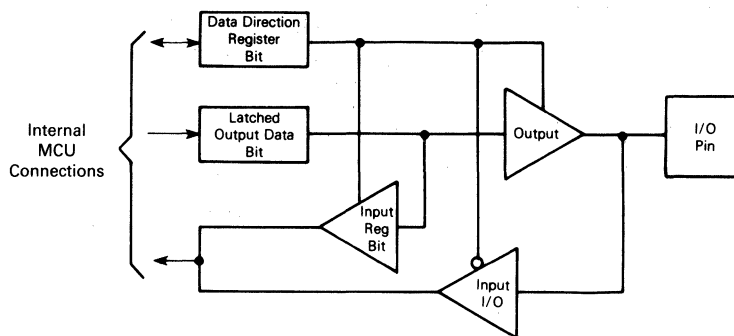 Data Direction
Register
Bit
Internal
MCU
Connections
Latched
Output Data
Bit
Output
I/O
Pin
Input
Reg
Bit
Input
I/O